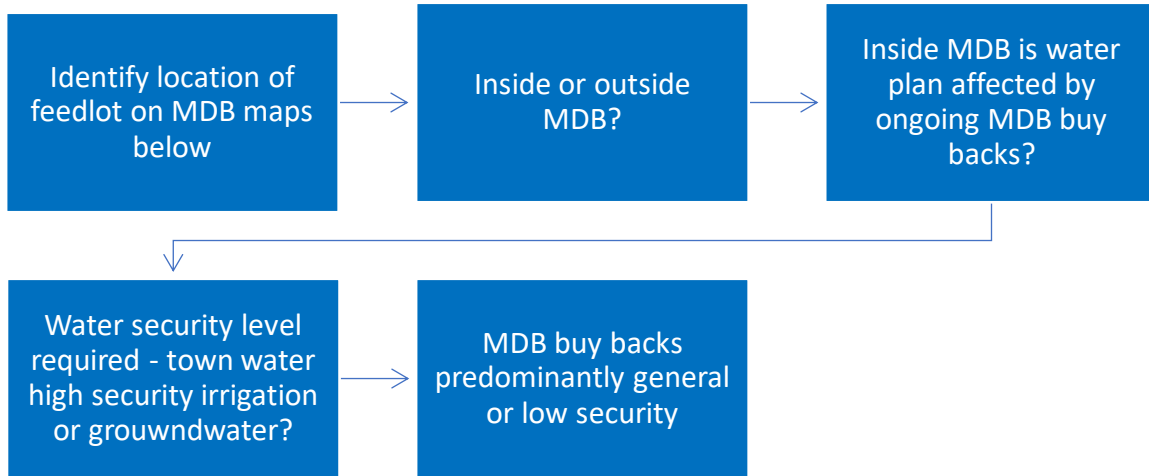 Identify location of
feedlot on MDB maps
below
Inside or outside
MDB?
Inside MDB is water
plan affected by
ongoing MDB buy
backs?
Water security level
required - town water
high security irrigation
or grouwndwater?
MDB buy backs
predominantly general
or low security